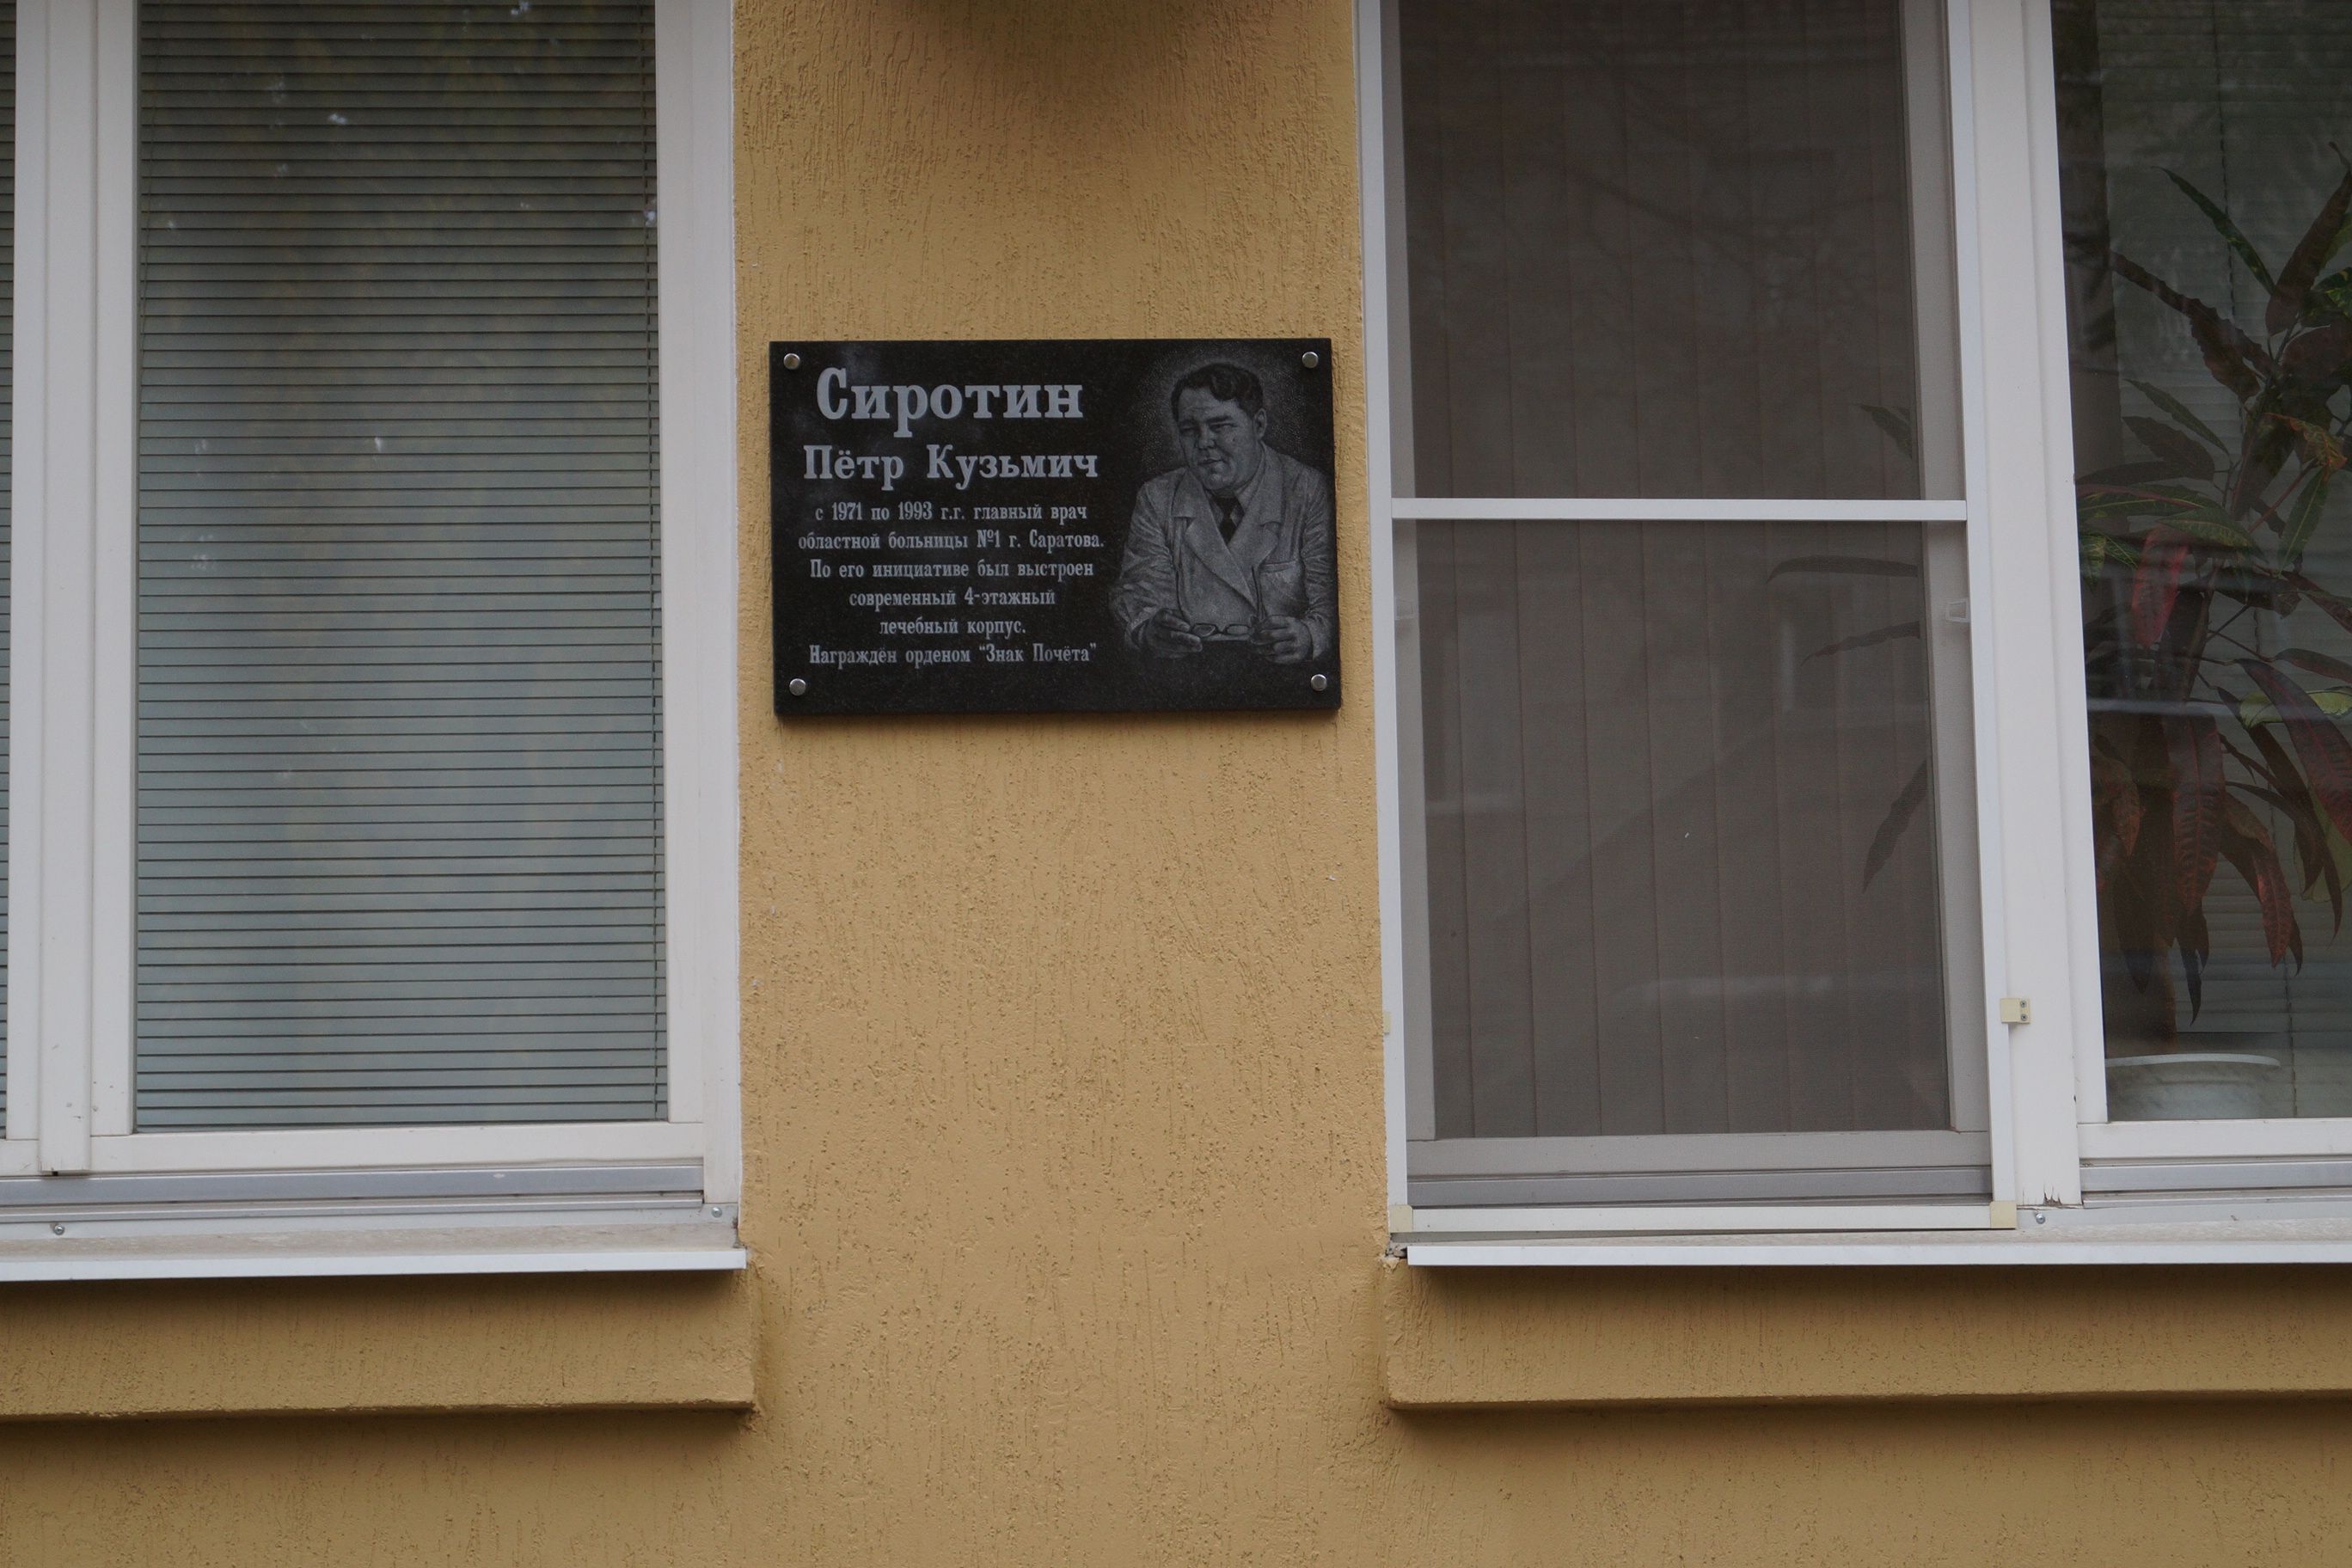 Сиротин
Пётр Кузьмич
с 1971 по 1993 г.г. главный врач
областной больницы №1 г. Саратова.
По его инициативе был выстроен
современный 4-этажный
лечебный корпус.
Награждён орденом “Знак Почёта”